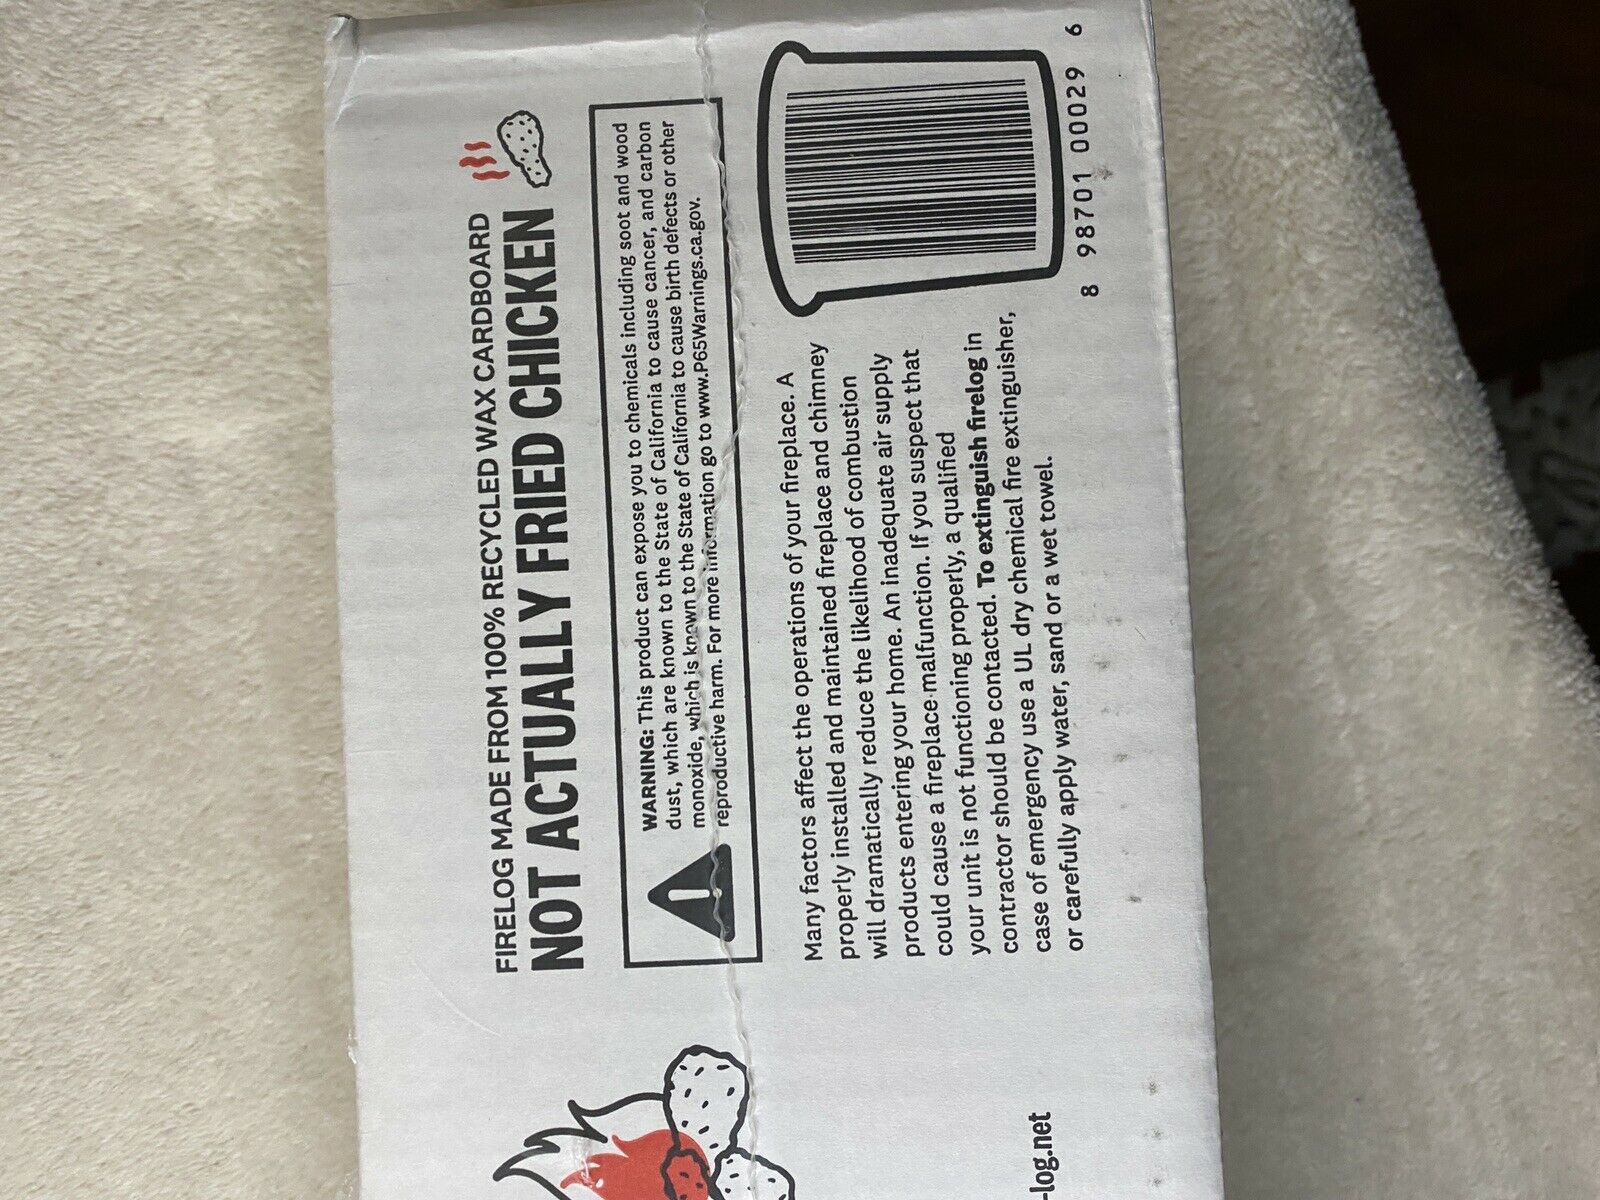 FIRELOG MADE FROM 100% RECYCLED WAX CARDBOARD
NOT ACTUALLY FRIED CHICKEN
WARNING: This product can expose you to chemicals including soot and wood
dust, which are known to the State of California to cause cancer, and carbon
monoxide, which is known to the State of California to cause birth defects or other
reproductive harm. For more information go to www.P65Warnings.ca.gov.
Many factors affect the operations of your fireplace. A
properly installed and maintained fireplace and chimney
will dramatically reduce the likelihood of combustion
products entering your home. An inadequate air supply
could cause a fireplace malfunction. If you suspect that
your unit is not functioning properly, a qualified
contractor should be contacted. To extinguish firelog in
case of emergency use a UL dry chemical fire extinguisher,
or carefully apply water, sand or a wet towel.
8 98701 00029 6
-log.net